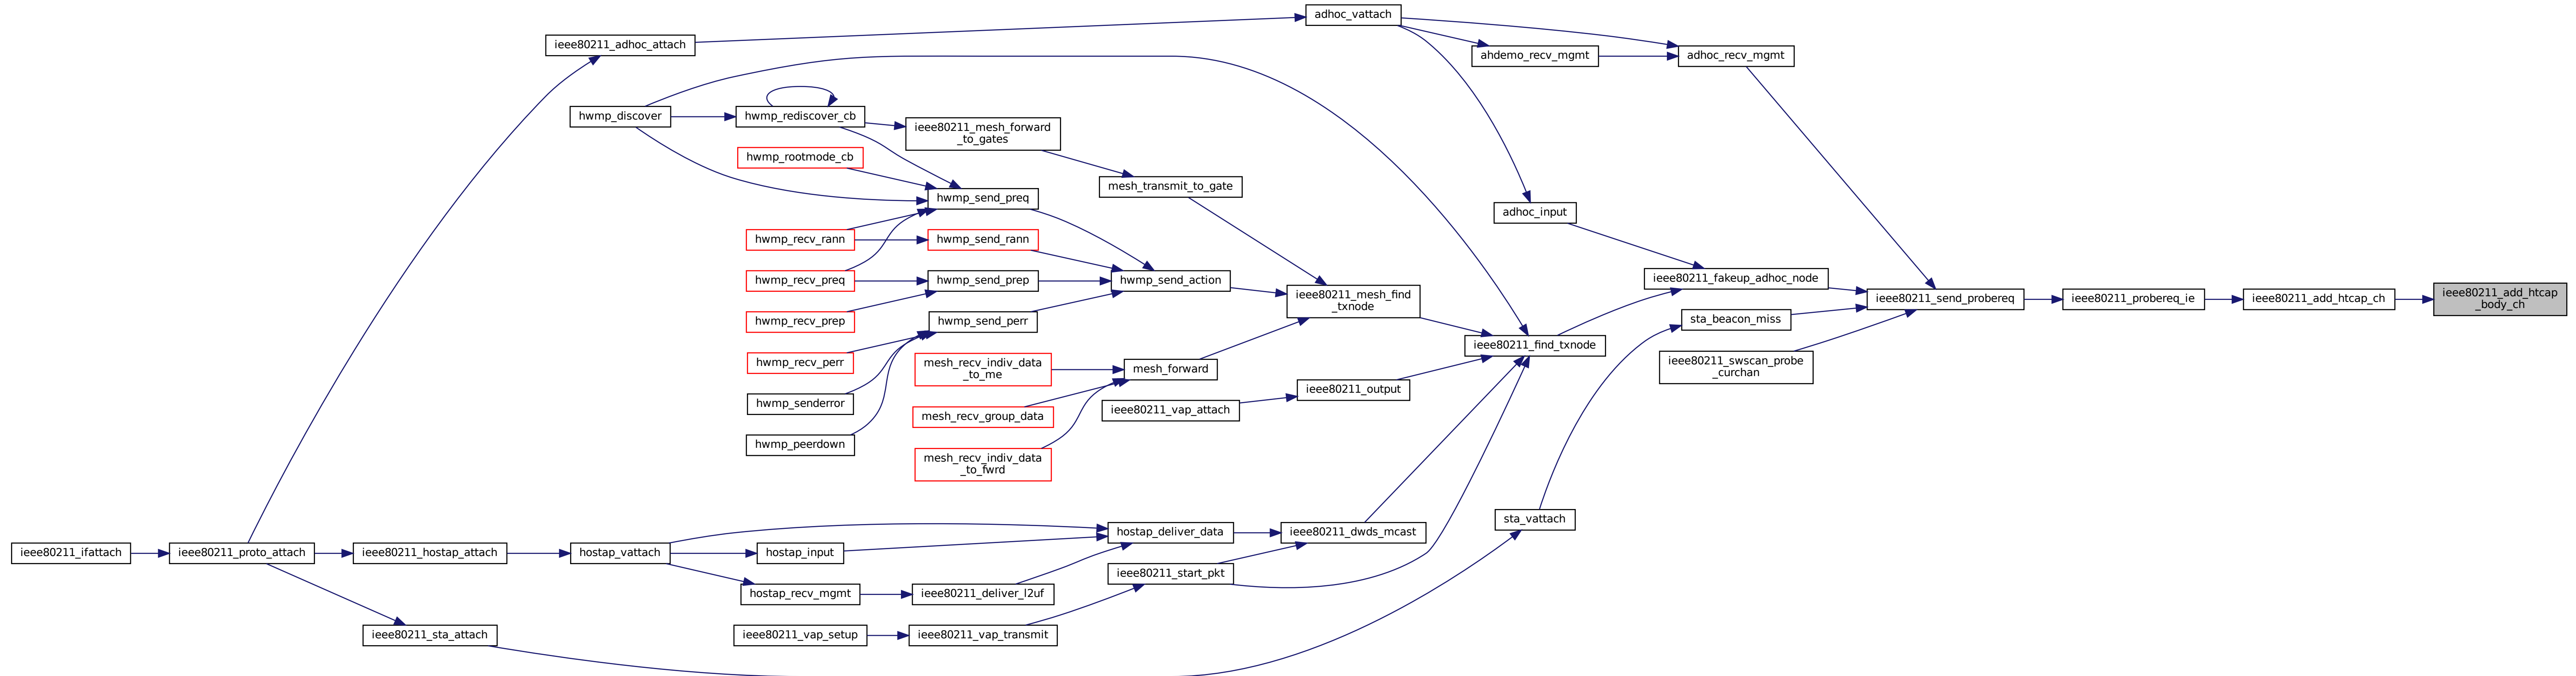 adhoc_vattach
ieee80211_adhoc_attach
ahdemo_recv_mgmt
adhoc_recv_mgmt
hwmp_discover
hwmp_rediscover_cb
ieee80211_mesh_forward
_to_gates
hwmp_rootmode_cb
mesh_transmit_to_gate
hwmp_send_preq
adhoc_input
hwmp_recv_rann
hwmp_send_rann
hwmp_recv_preq
hwmp_send_prep
hwmp_send_action
ieee80211_fakeup_adhoc_node
ieee80211_mesh_find
_txnode
ieee80211_send_probereq
ieee80211_probereq_ie
ieee80211_add_htcap_ch
ieee80211_add_htcap
_body_ch
hwmp_recv_prep
hwmp_send_perr
sta_beacon_miss
ieee80211_find_txnode
hwmp_recv_perr
mesh_recv_indiv_data
_to_me
mesh_forward
ieee80211_swscan_probe
_curchan
ieee80211_output
hwmp_senderror
mesh_recv_group_data
ieee80211_vap_attach
hwmp_peerdown
mesh_recv_indiv_data
_to_fwrd
sta_vattach
hostap_deliver_data
ieee80211_dwds_mcast
ieee80211_ifattach
ieee80211_proto_attach
ieee80211_hostap_attach
hostap_vattach
hostap_input
ieee80211_start_pkt
hostap_recv_mgmt
ieee80211_deliver_l2uf
ieee80211_sta_attach
ieee80211_vap_setup
ieee80211_vap_transmit